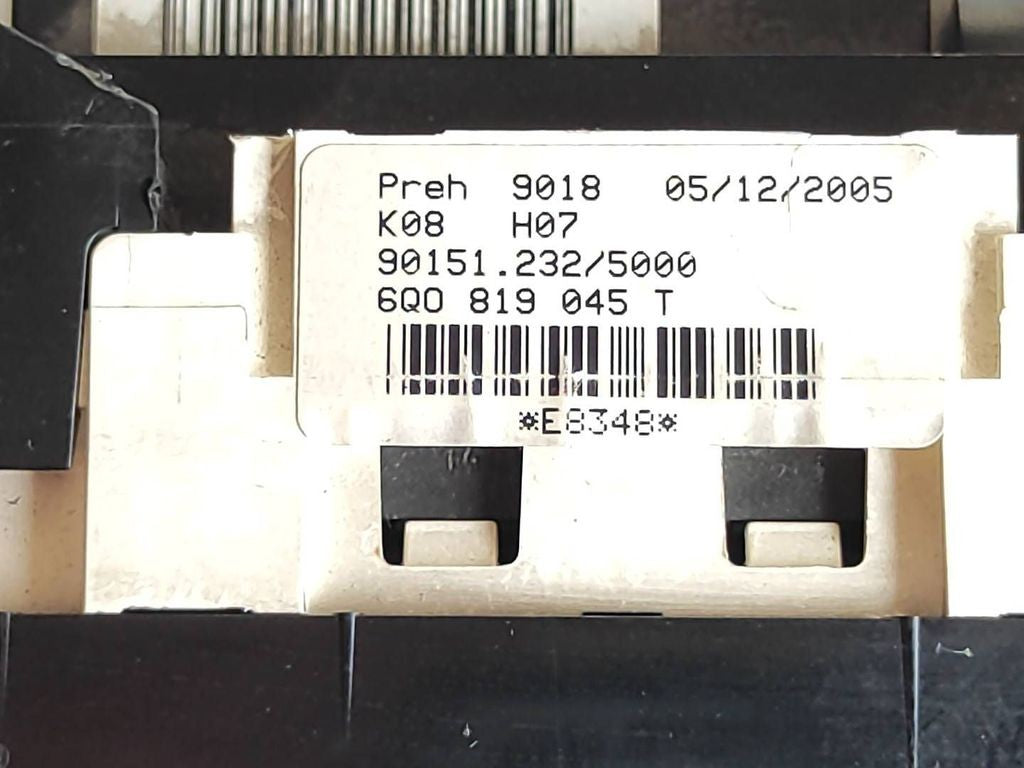 Preh 9018 05/12/2005
K08 H07
90151.232/5000
6Q0 819 045 T
*E8348*